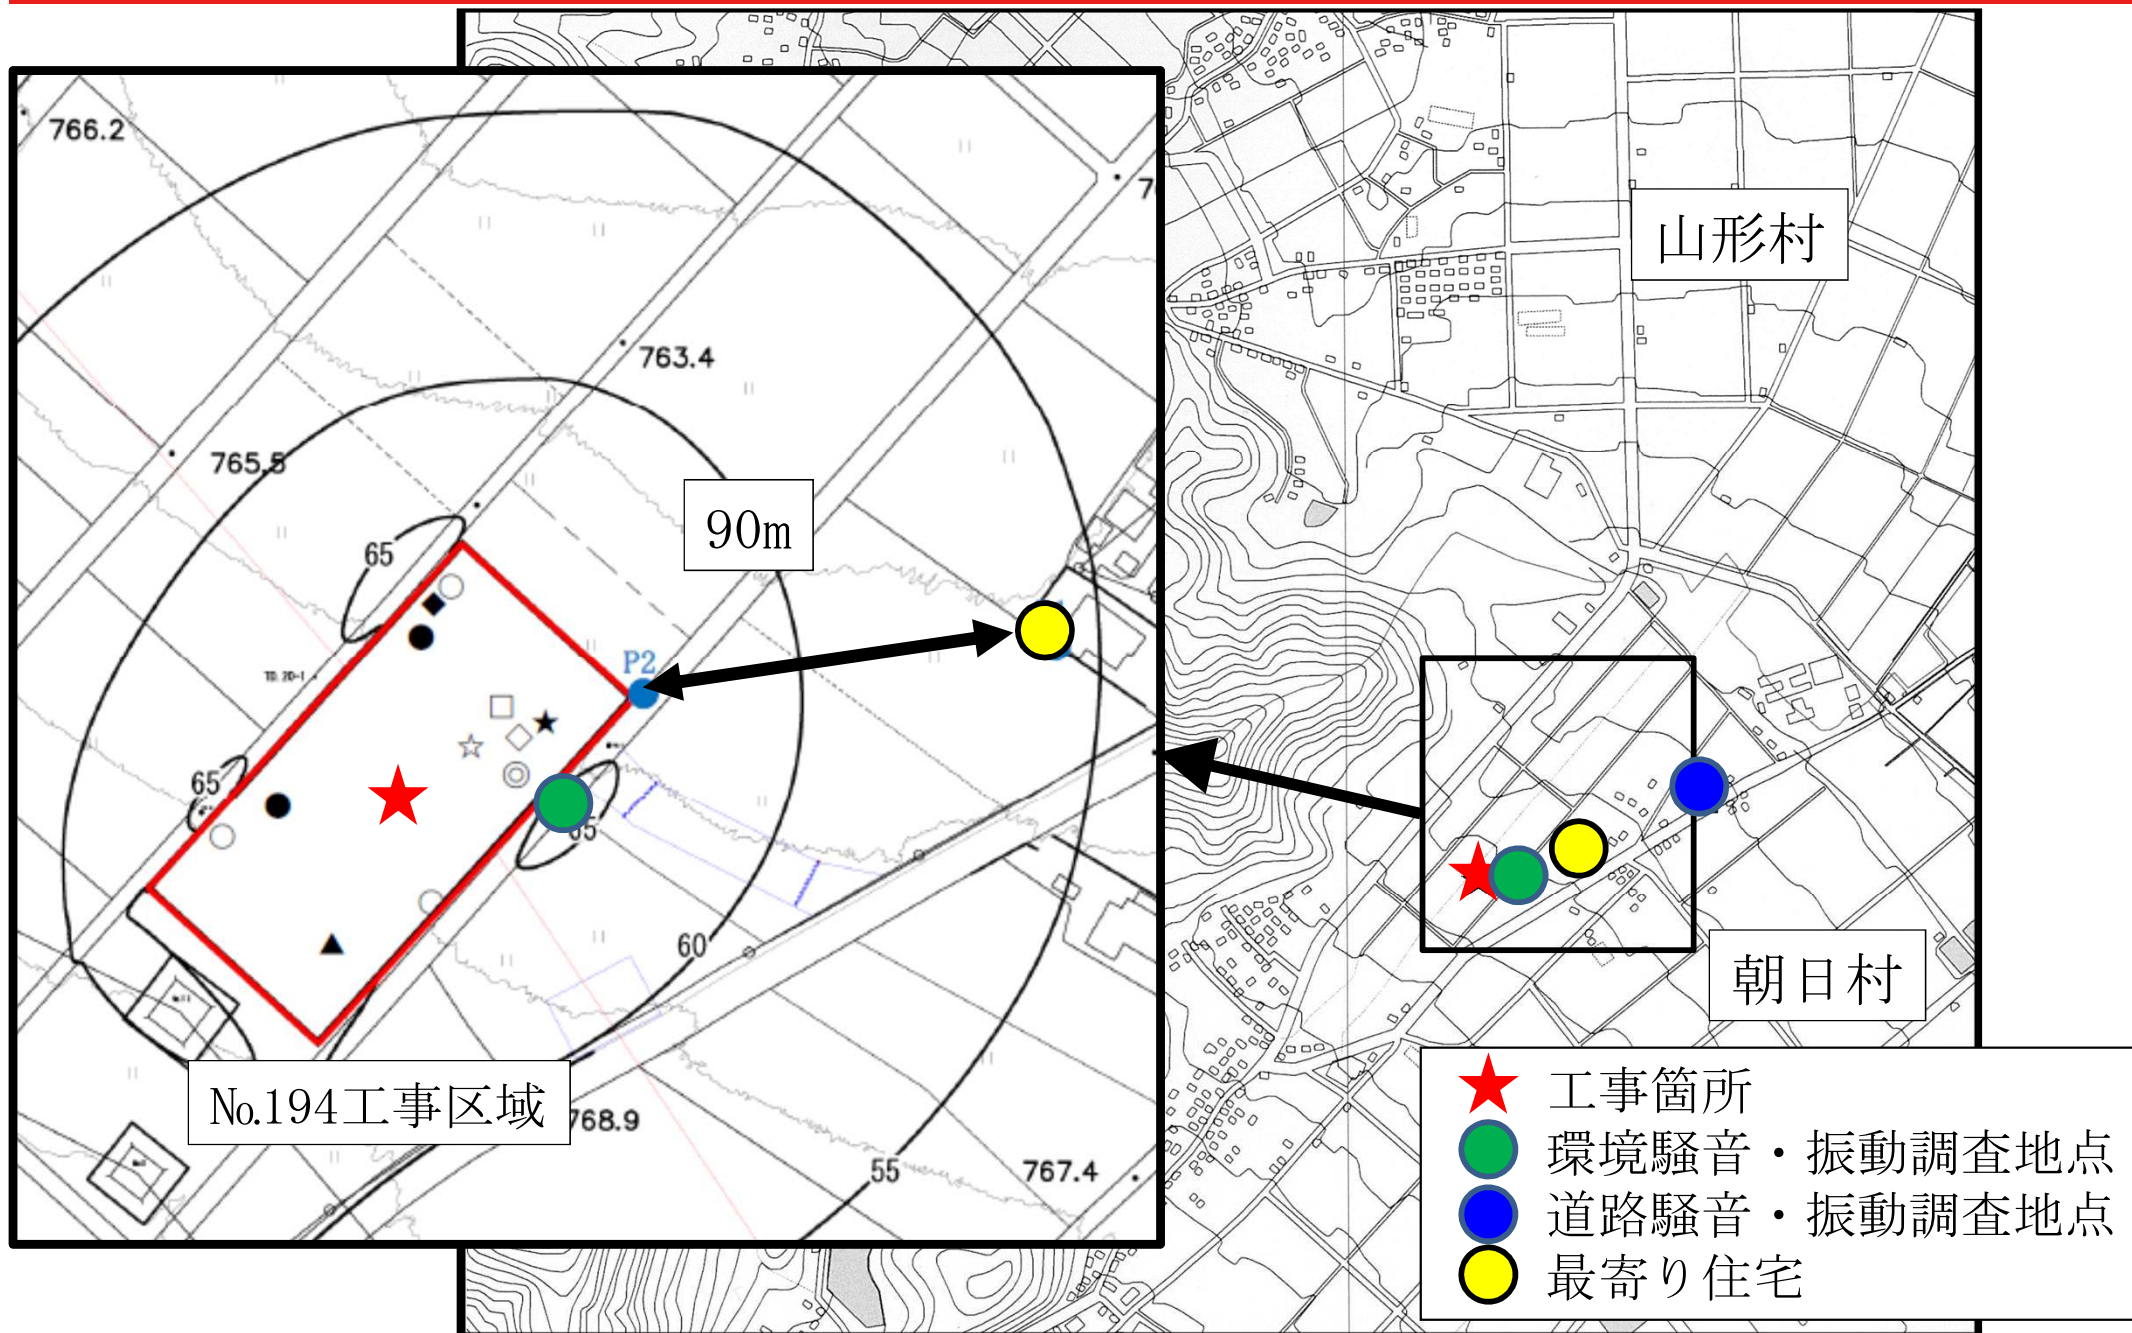 766.2
763.4
765.5
90m
65
P2
65
65
60
No.194工事区域
768.9
55
767.4
山形村
朝日村
工事箇所
環境騒音・振動調査地点
道路騒音・振動調査地点
最寄り住宅